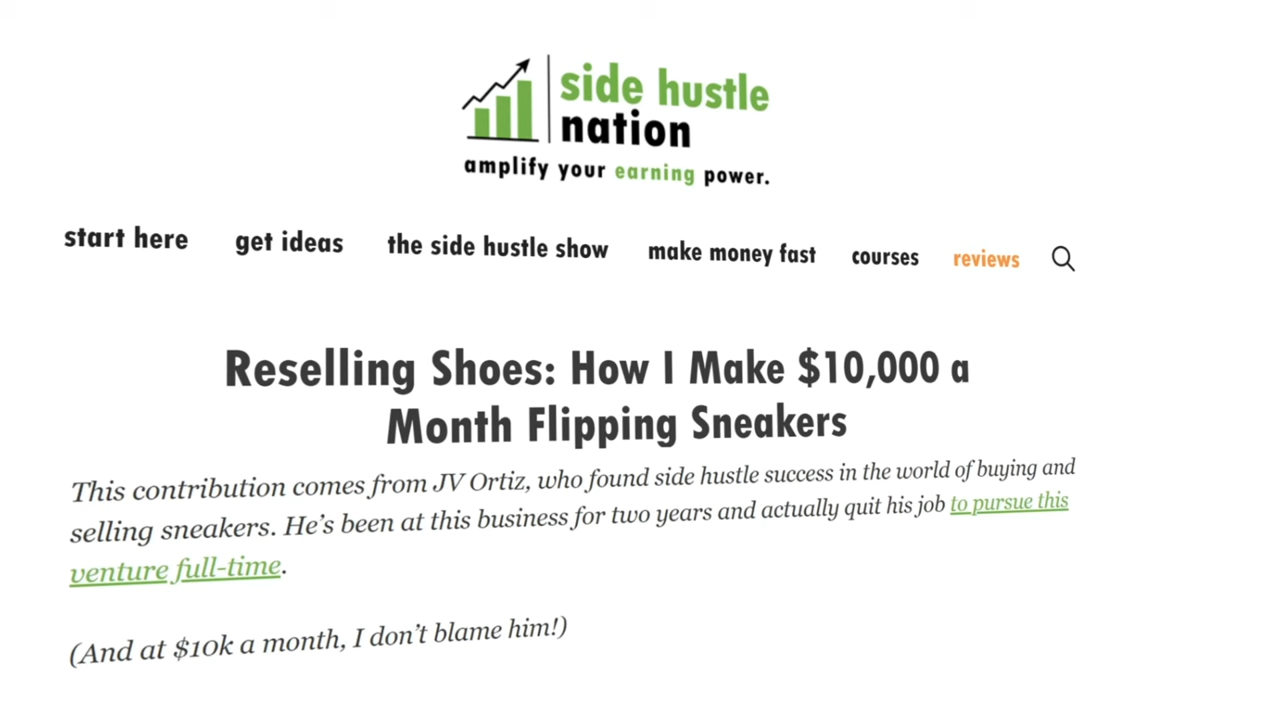 side hustle
nation
amplify your earning power.
start here get ideas the side hustle show make money fast courses reviews
Reselling Shoes: How I Make $10,000 a
Month Flipping Sneakers
This contribution comes from JV Ortiz, who found side hustle success in the world of buying and
selling sneakers. He’s been at this business for two years and actually quit his job to pursue this
venture full-time.
(And at $10k a month, I don’t blame him!)